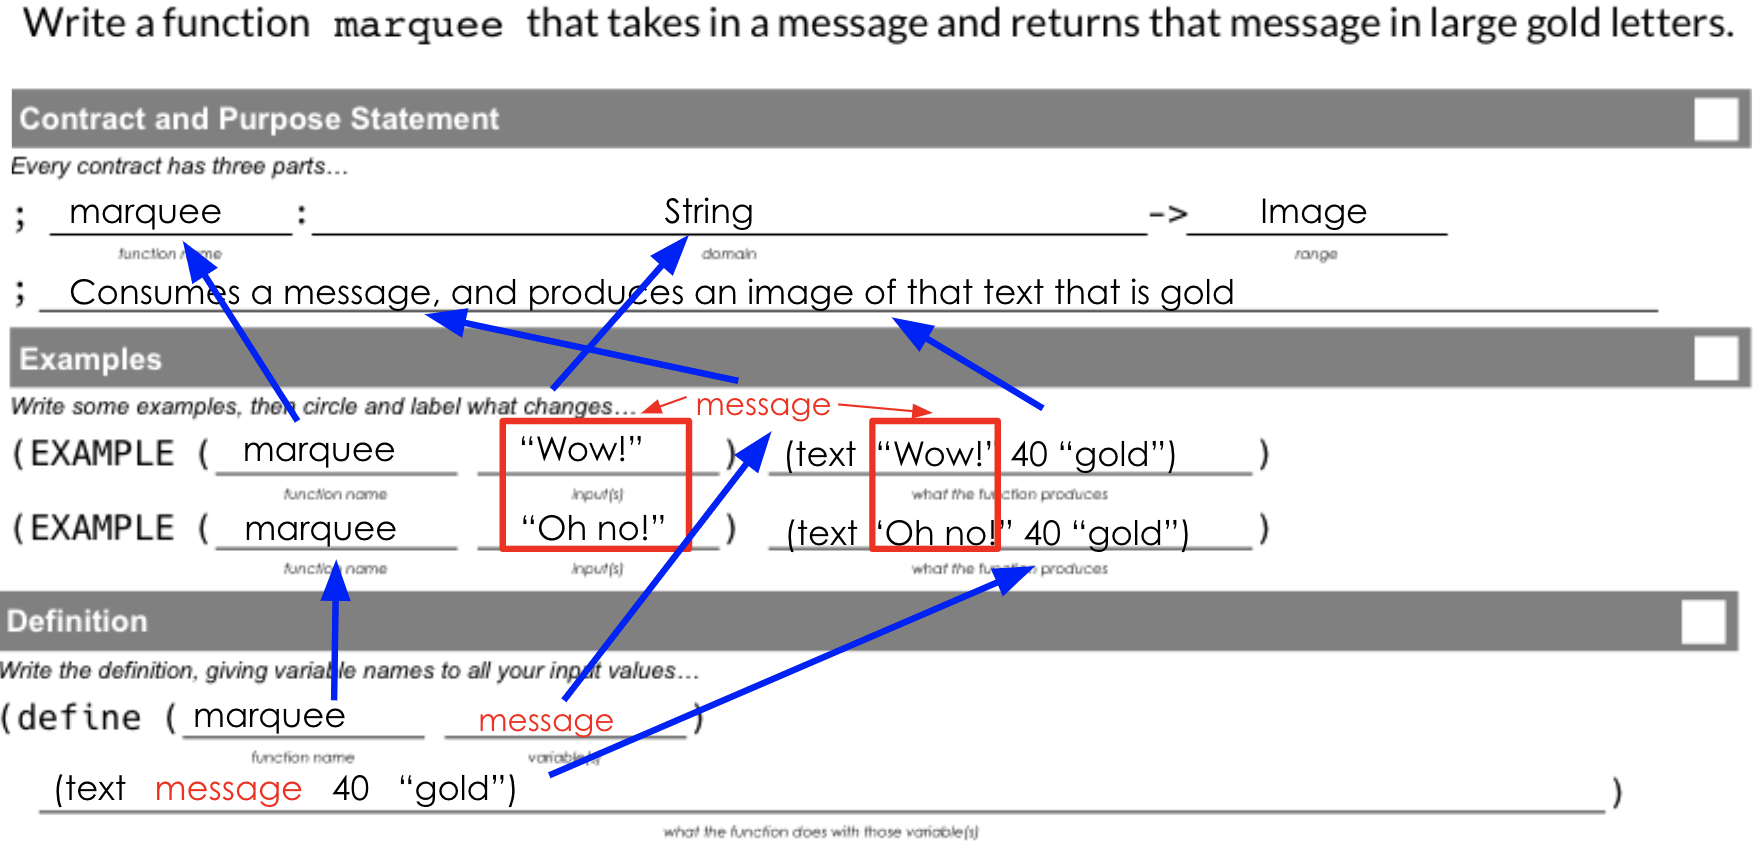 Write a function marquee that takes in a message and returns that message in large gold letters.
Contract and Purpose Statement
Every contract has three parts...
; marquee : String -> Image
function name domain range
; Consumes a message, and produces an image of that text that is gold
Examples
Write some examples, then circle and label what changes... message
(EXAMPLE ( marquee “Wow!” ) (text “Wow!” 40 “gold”) )
function name input(s) what the function produces
(EXAMPLE ( marquee “Oh no!” ) (text “Oh no!” 40 “gold”) )
function name input(s) what the function produces
Definition
Write the definition, giving variable names to all your input values...
(define ( marquee message )
function name variable(s)
(text message 40 “gold”) )
what the function does with those variable(s)